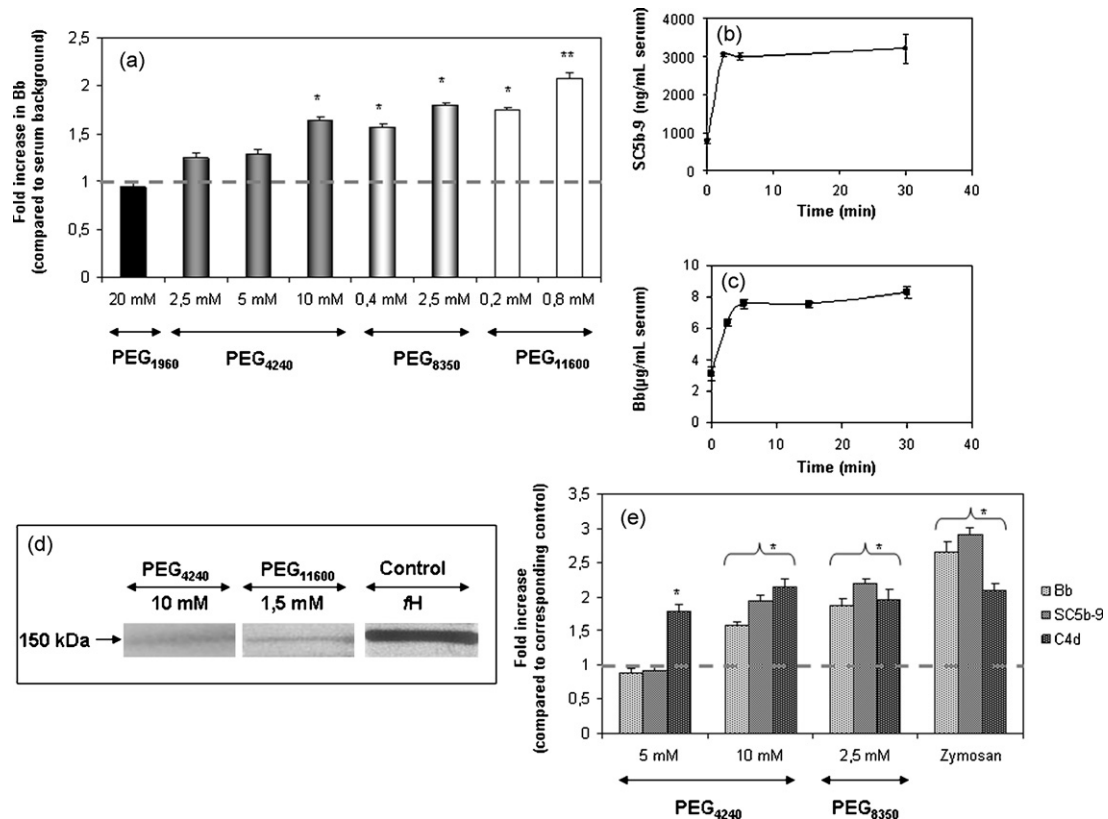 (a)
Fold increase in Bb
(compared to serum background)
2,5
2
1,5
1
0,5
0
*
*
*
*
**
20 mM 2,5 mM 5 mM 10 mM 0,4 mM 2,5 mM 0,2 mM 0,8 mM
PEG1960 PEG4240 PEG8350 PEG11600
(b)
SC5b-9 (ng/mL serum)
4000
3000
2000
1000
0
0 10 20 30 40
Time (min)
(c)
Bb(µg/mL serum)
10
8
6
4
2
0
0 10 20 30 40
Time (min)
(d)
PEG4240 PEG11600 Control
10 mM 1,5 mM fH
150 kDa
(e)
Fold increase
(compared to corresponding control)
3,5
3
2,5
2
1,5
1
0,5
0
*
*
*
*
Bb
SC5b-9
C4d
5 mM 10 mM 2,5 mM Zymosan
PEG4240 PEG8350